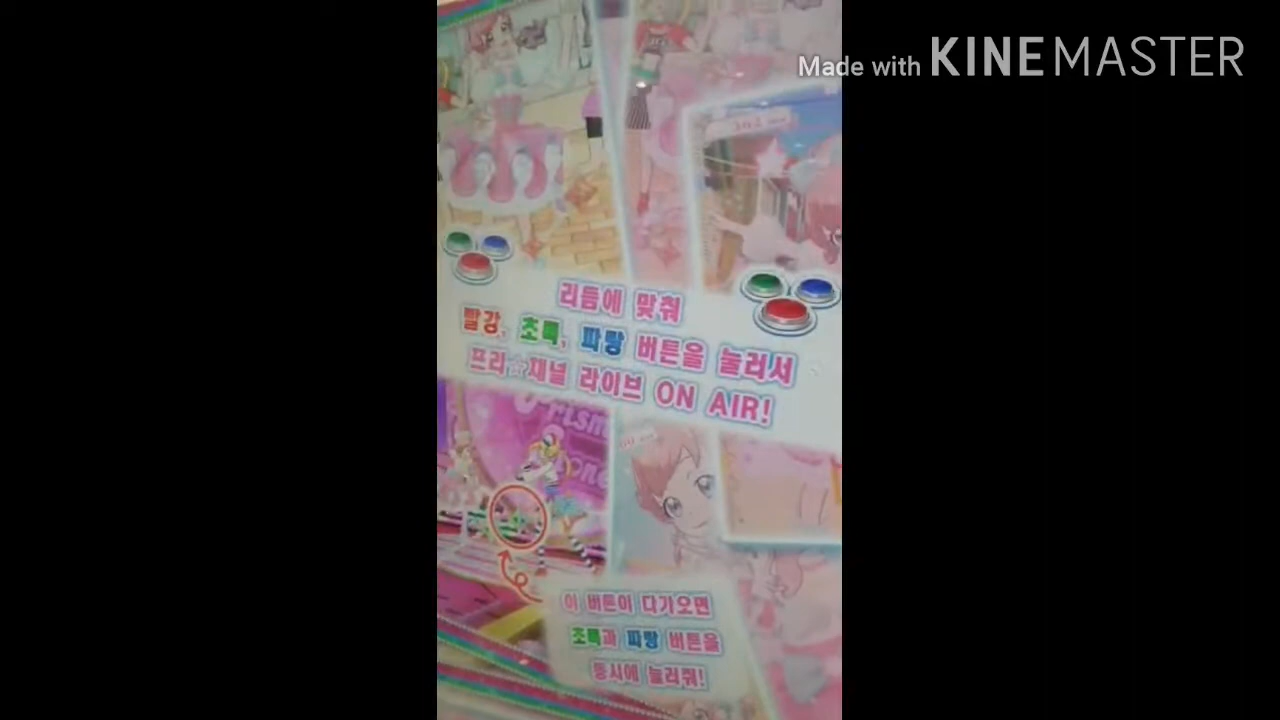 Made with KINEMASTER
리듬에 맞춰
빨강, 초록, 파랑 버튼을 눌러서
프리☆채널 라이브 ON AIR!
이 버튼이 다가오면
초록과 파랑 버튼을
동시에 눌러줘!